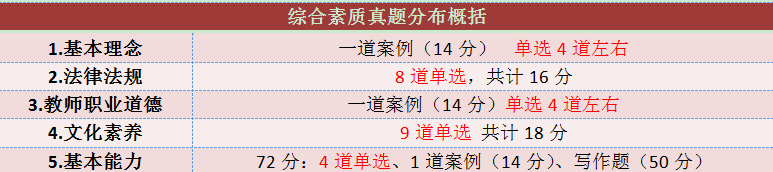 综合素质真题分布概括
1.基本理念 一道案例（14 分） 单选 4 道左右
2.法律法规 8 道单选，共计 16 分
3.教师职业道德 一道案例（14 分）单选 4 道左右
4.文化素养 9 道单选 共计 18 分
5.基本能力 72 分：4 道单选、1 道案例（14 分）、写作题（50 分）